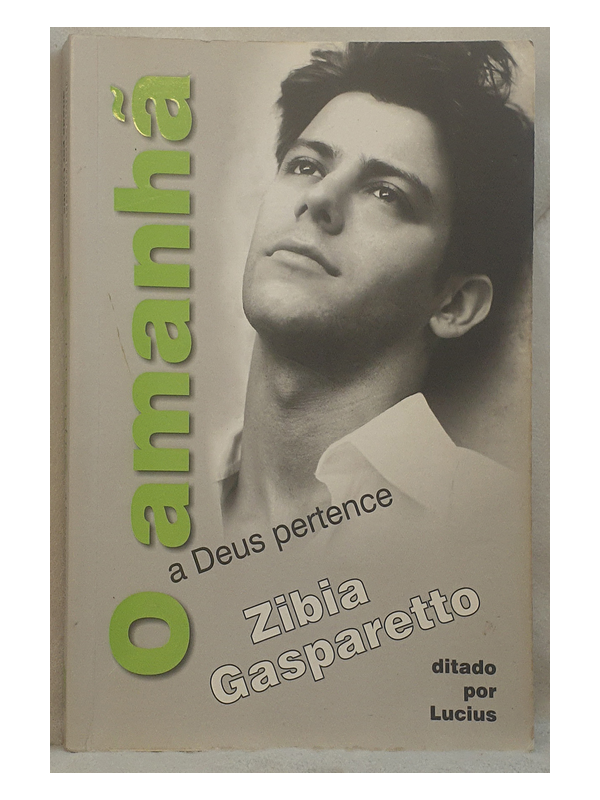 O amanhã
a Deus pertence
Zibia
Gasparetto
ditado
por
Lucius